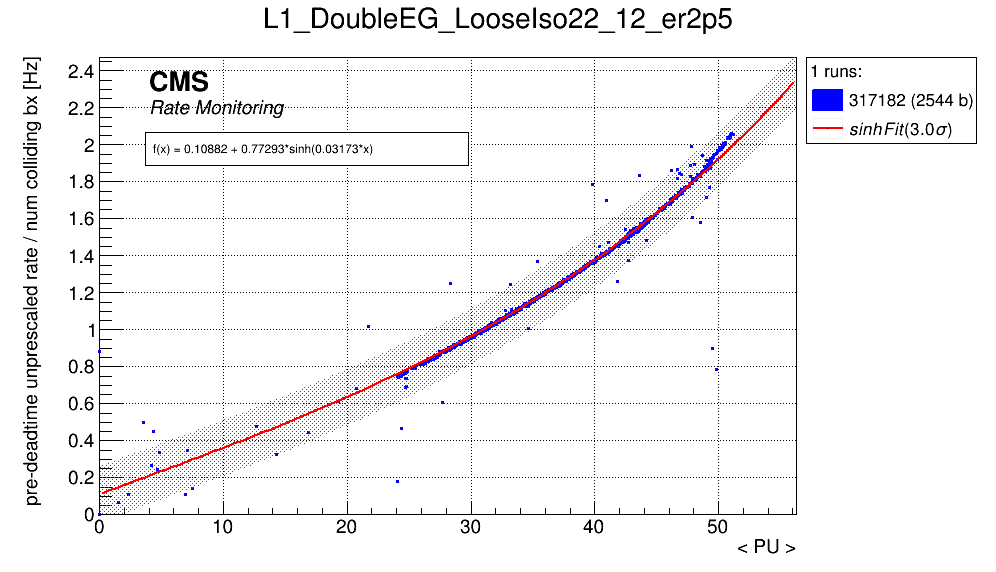 L1_DoubleEG_LooseIso22_12_er2p5
pre-deadtime unprescaled rate / num colliding bx [Hz]
2.4
2.2
2
1.8
1.6
1.4
1.2
1
0.8
0.6
0.4
0.2
0
CMS
Rate Monitoring
f(x) = 0.10882 + 0.77293*sinh(0.03173*x)
1 runs:
317182 (2544 b)
sinhFit(3.0σ)
0 10 20 30 40 50
< PU >